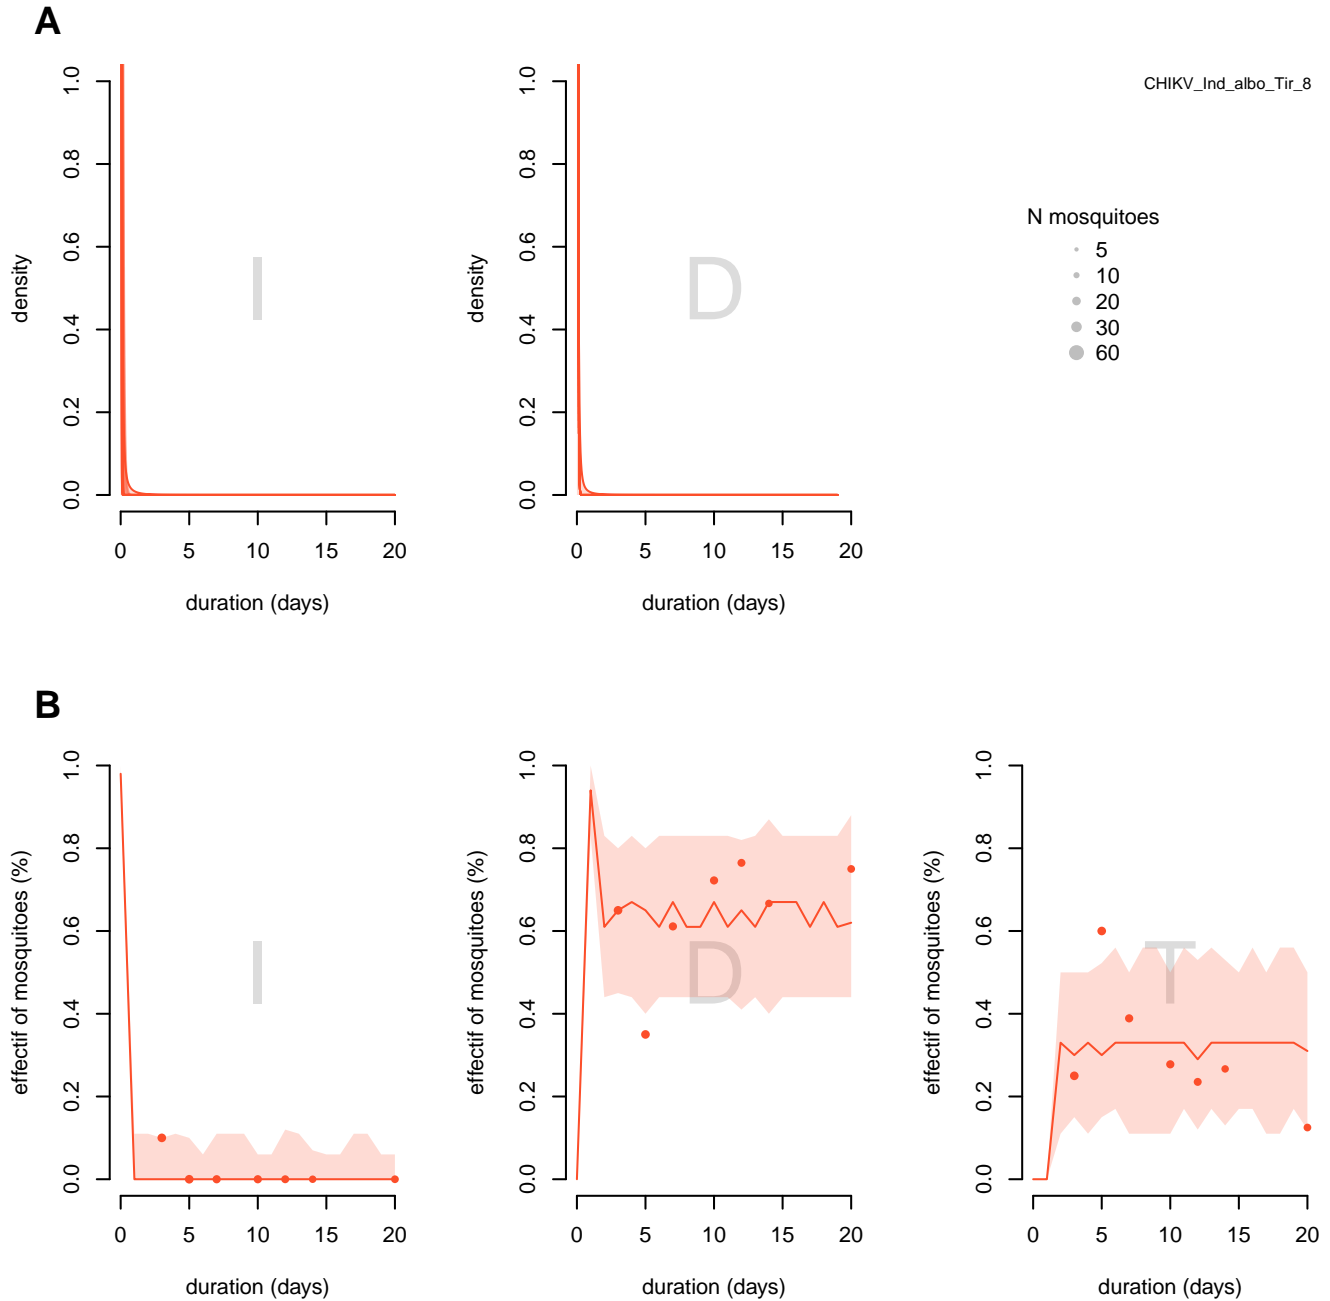 A
density
1.0
0.8
0.6
0.4
0.2
0.0
I
0 5 10 15 20
duration (days)
density
1.0
0.8
0.6
0.4
0.2
0.0
D
0 5 10 15 20
duration (days)
CHIKV_Ind_albo_Tir_8
N mosquitoes
5
10
20
30
60
B
effectif of mosquitoes (%)
1.0
0.8
0.6
0.4
0.2
0.0
I
0 5 10 15 20
duration (days)
effectif of mosquitoes (%)
1.0
0.8
0.6
0.4
0.2
0.0
D
0 5 10 15 20
duration (days)
effectif of mosquitoes (%)
1.0
0.8
0.6
0.4
0.2
0.0
T
0 5 10 15 20
duration (days)